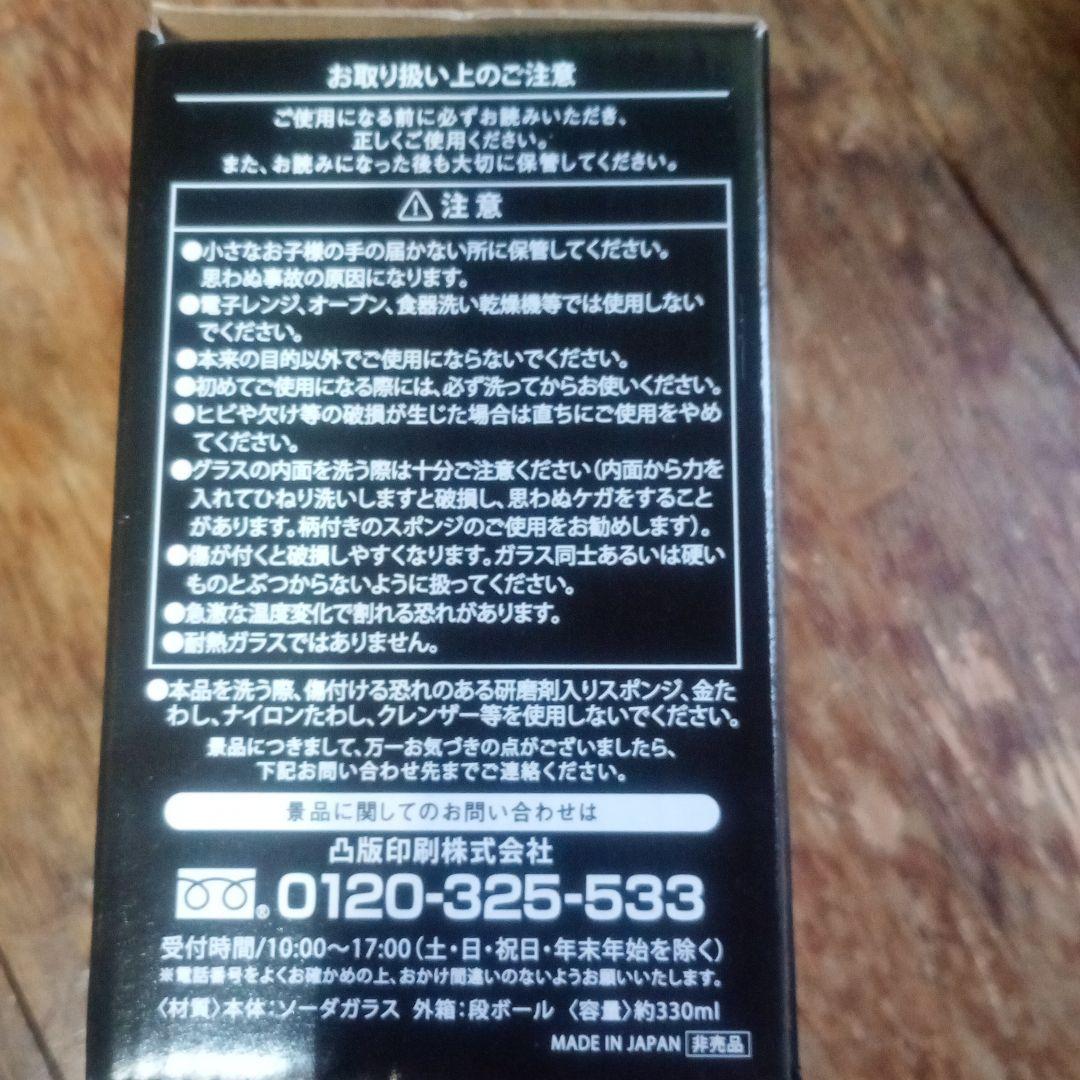 お取り扱い上のご注意
ご使用になる前に必ずお読みいただき、
正しくご使用ください。
また、お読みになった後も大切に保管してください。
⚠注意
●小さなお子様の手の届かない所に保管してください。
思わぬ事故の原因になります。
●電子レンジ、オーブン、食器洗い乾燥機等では使用しない
でください。
●本来の目的以外でご使用にならないでください。
●初めてご使用になる際には、必ず洗ってからお使いください。
●ヒビや欠け等の破損が生じた場合は直ちにご使用をやめ
てください。
●グラスの内面を洗う際は十分ご注意ください(内面から力を
入れてひねり洗いしますと破損し、思わぬケガをすること
があります。柄付きのスポンジのご使用をお勧めします)。
●傷が付くと破損しやすくなります。ガラス同士あるいは硬い
ものとぶつからないように扱ってください。
●急激な温度変化で割れる恐れがあります。
●耐熱ガラスではありません。
●本品を洗う際、傷付ける恐れのある研磨剤入りスポンジ、金た
わし、ナイロンたわし、クレンザー等を使用しないでください。
景品につきまして、万一お気づきの点がございましたら、
下記お問い合わせ先までご連絡ください。
景品に関してのお問い合わせは
凸版印刷株式会社
®0120-325-533
受付時間/10:00~17:00(土・日・祝日・年末年始を除く)
※電話番号をよくお確かめの上、おかけ間違いのないようお願いいたします。
〈材質〉本体:ソーダガラス 外箱:段ボール 〈容量〉約330ml
MADE IN JAPAN 非売品